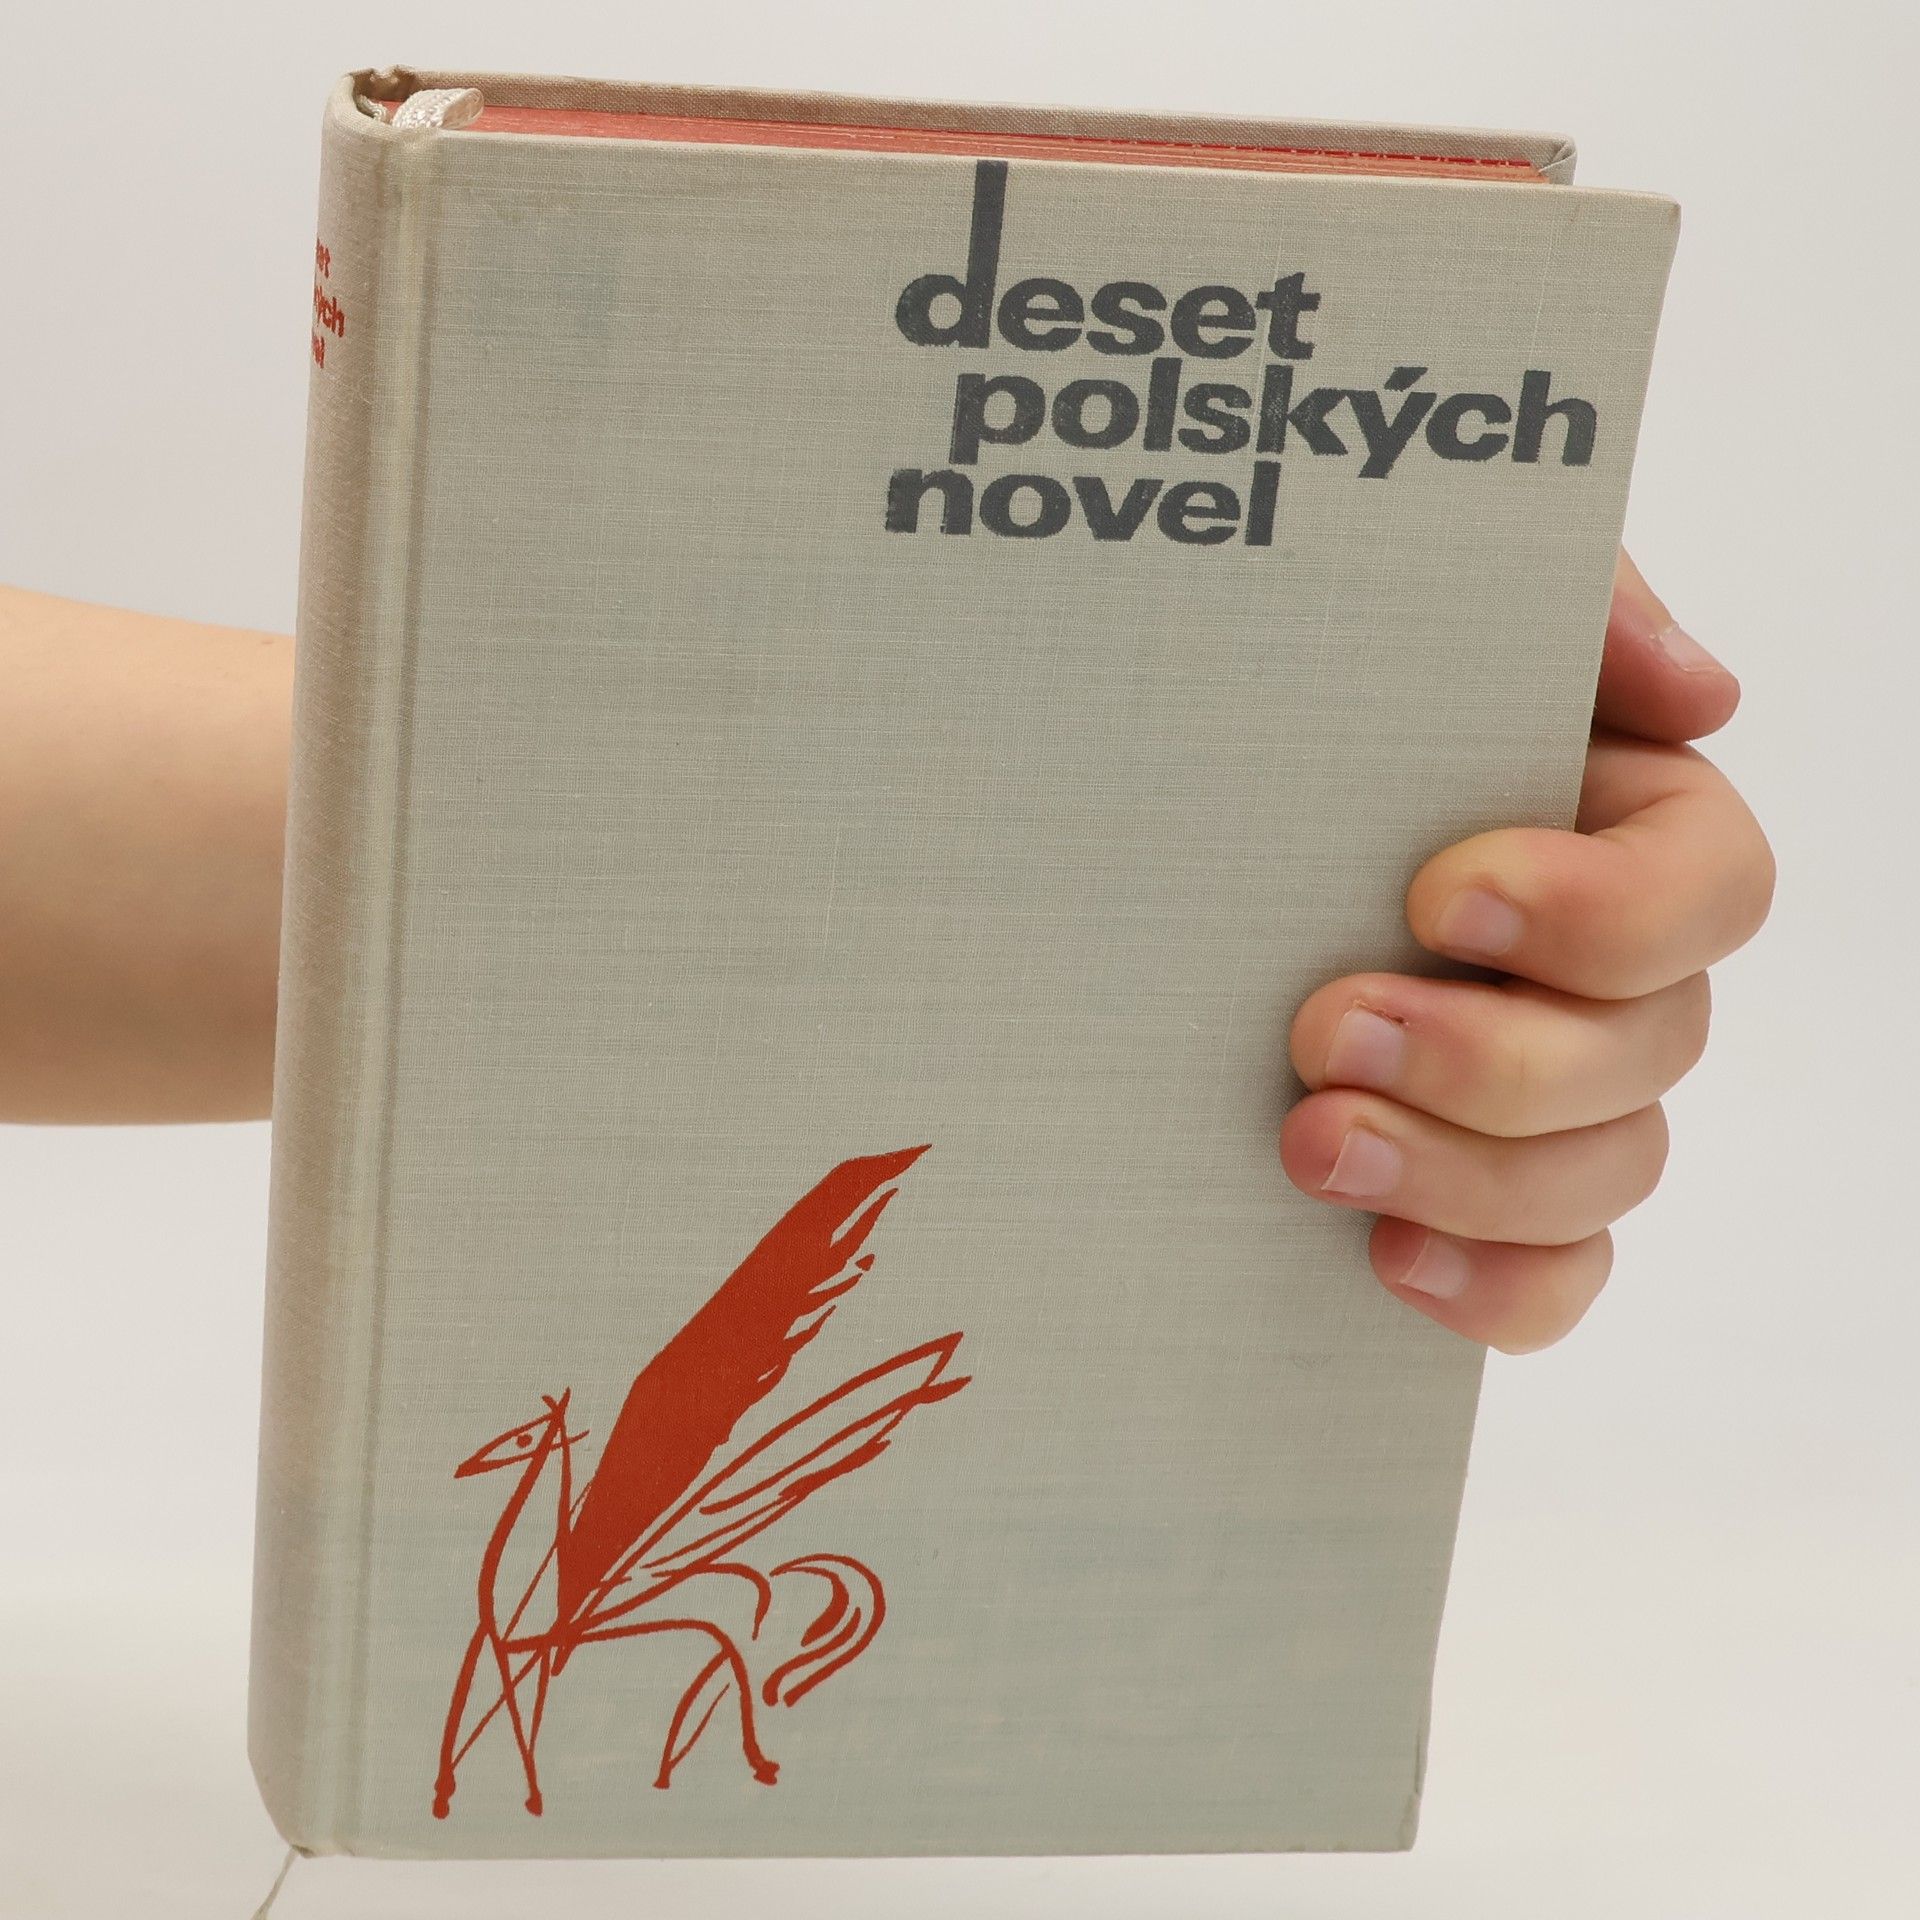 deset
polských
novel